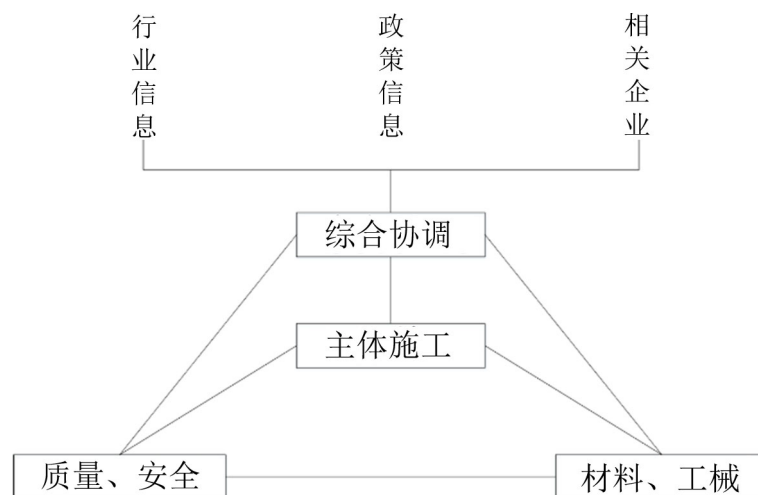 行业信息
政策信息
相关企业
综合协调
主体施工
质量、安全
材料、工械